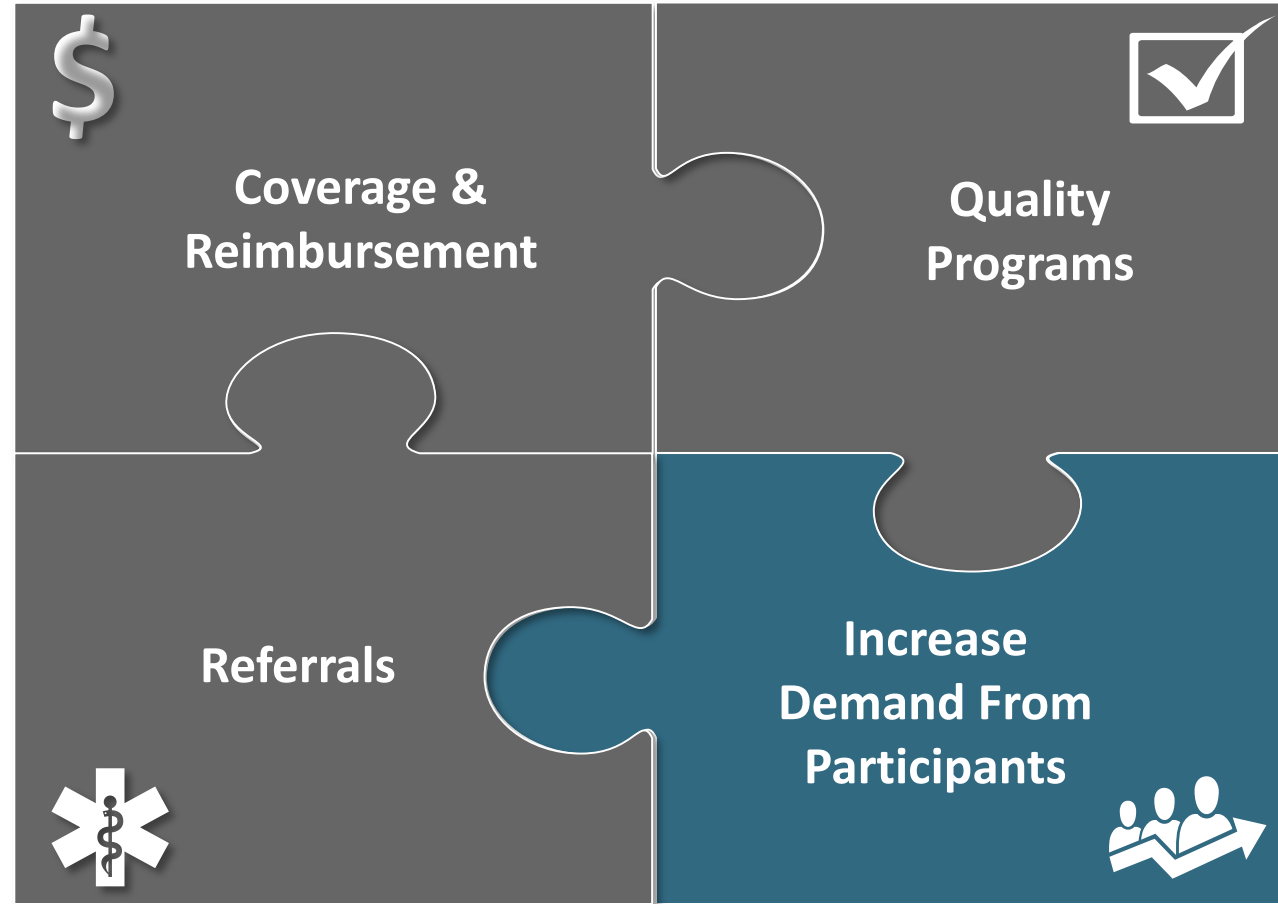 Coverage &
Reimbursement
Quality
Programs
Referrals
Increase
Demand From
Participants